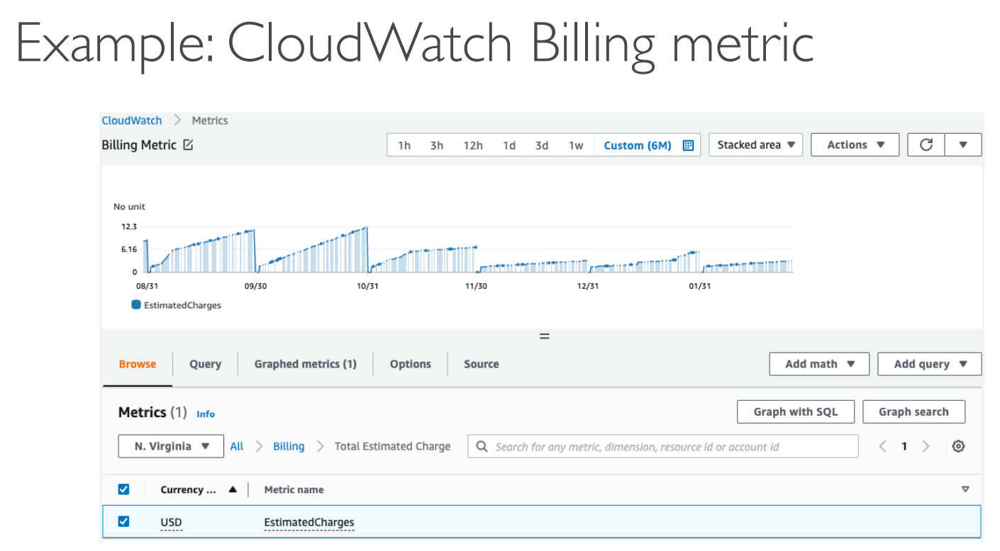 Example: CloudWatch Billing metric
CloudWatch > Metrics
Billing Metric
1h 3h 12h 1d 3d 1w Custom (6M) Stacked area Actions
No unit
12.3
6.16
0
08/31 09/30 10/31 11/30 12/31 01/31
EstimatedCharges
Browse Query Graphed metrics (1) Options Source Add math Add query
Metrics (1) Info Graph with SQL Graph search
N. Virginia All > Billing > Total Estimated Charge Search for any metric, dimension, resource id or account id < 1 >
Currency ... Metric name
USD EstimatedCharges